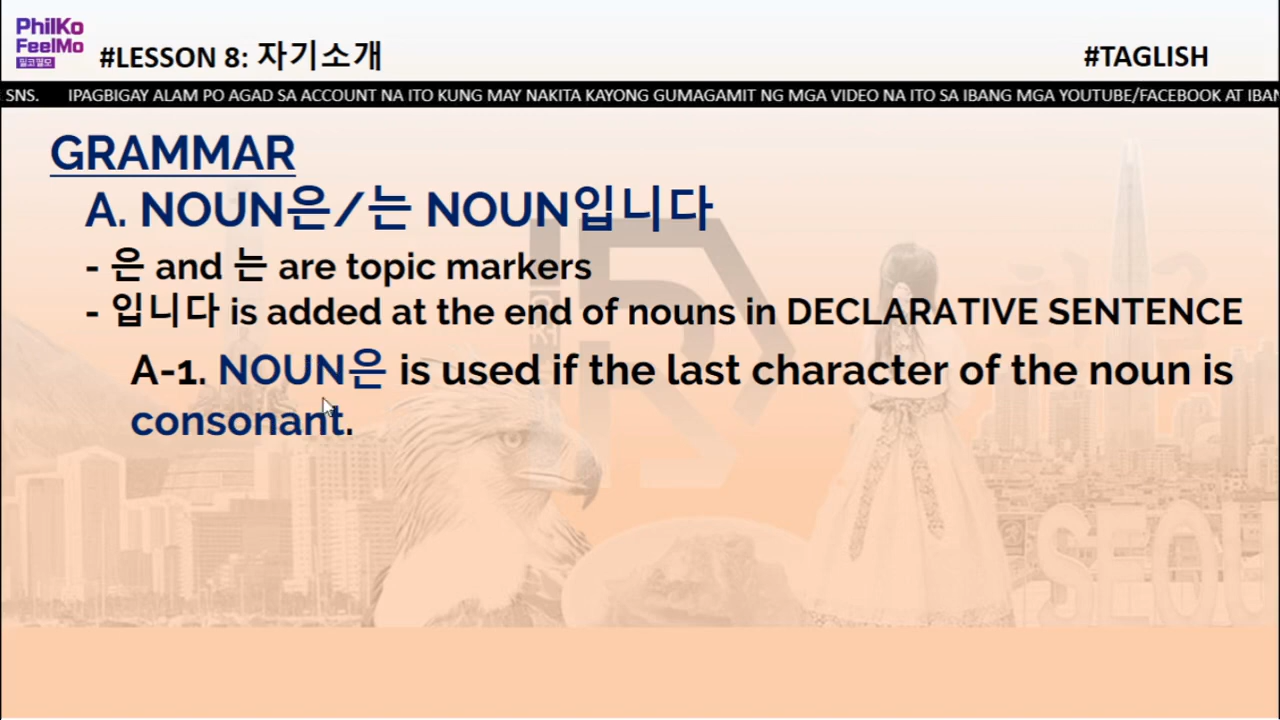 PhilKo
FeelMo
필코필모
#LESSON 8: 자기소개
#TAGLISH
SNS. IPAGBIGAY ALAM PO AGAD SA ACCOUNT NA ITO KUNG MAY NAKITA KAYONG GUMAGAMIT NG MGA VIDEO NA ITO SA IBANG MGA YOUTUBE/FACEBOOK AT IBAN
GRAMMAR
A. NOUN은/는 NOUN입니다
- 은 and 는 are topic markers
- 입니다 is added at the end of nouns in DECLARATIVE SENTENCE
A-1. NOUN은 is used if the last character of the noun is
consonant.
SEOU